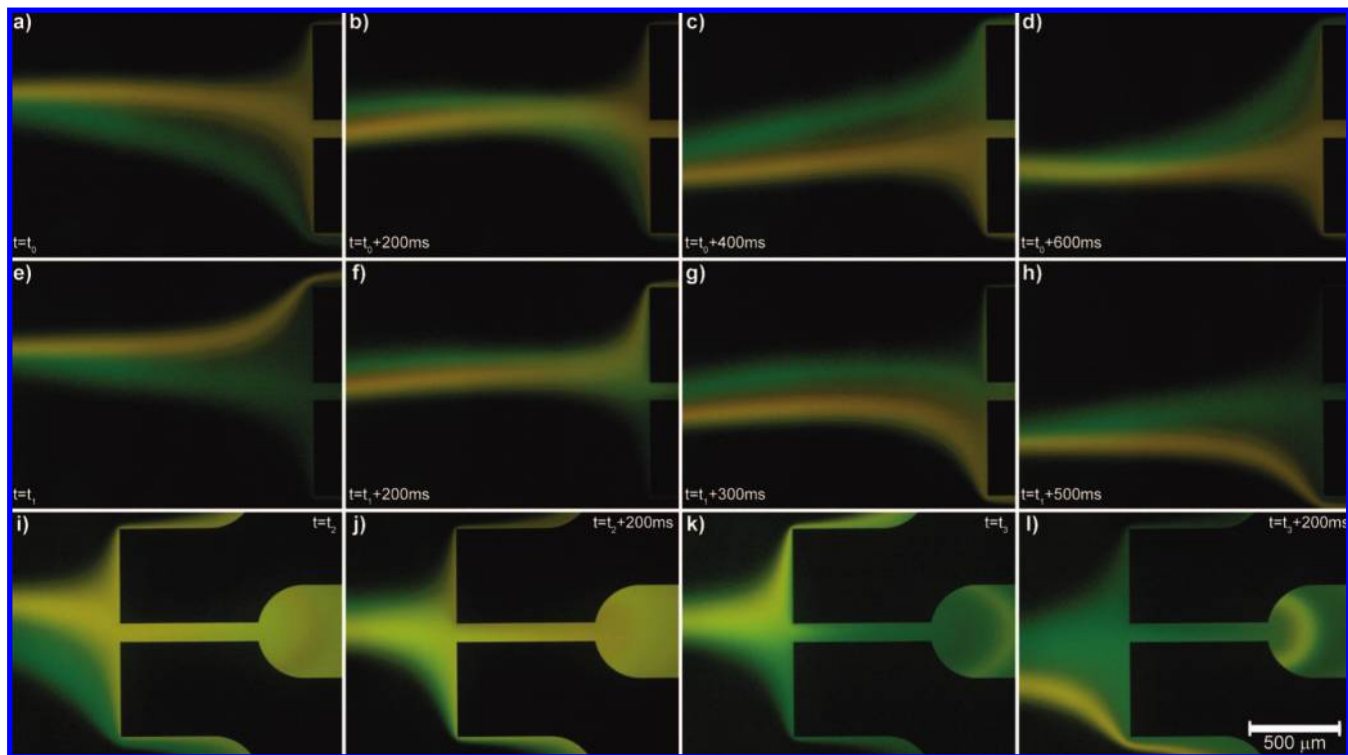 a)
b)
c)
d)
t=t₀
t=t₀+200ms
t=t₀+400ms
t=t₀+600ms
e)
f)
g)
h)
t=t₁
t=t₁+200ms
t=t₁+300ms
t=t₁+500ms
i)
t=t₂
j)
t=t₂+200ms
k)
t=t₃
l)
t=t₃+200ms
500 μm